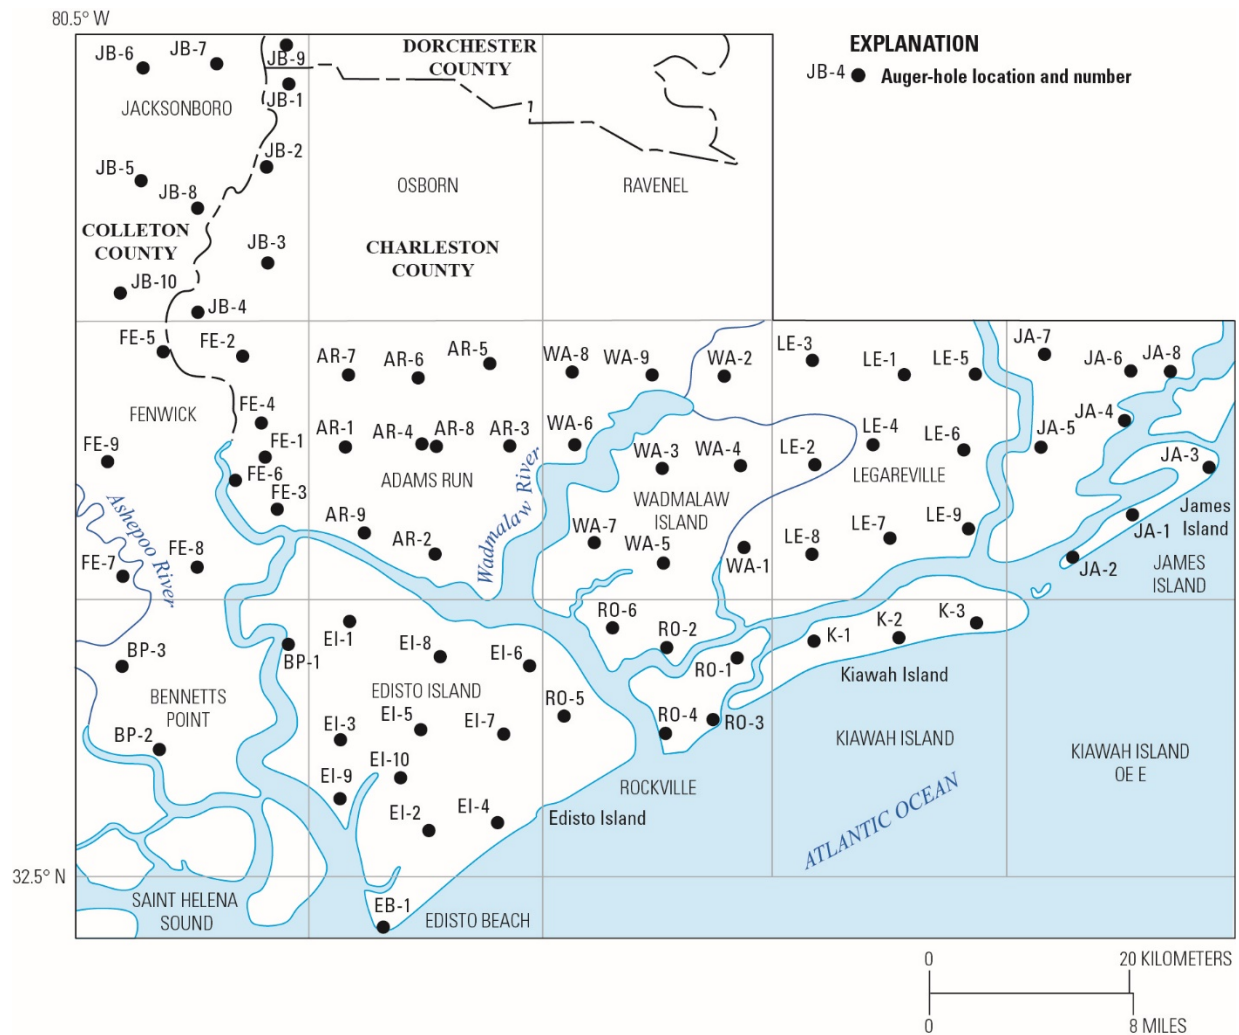 80.5° W
EXPLANATION
JB-4 Auger-hole location and number
JB-6
JB-7
JB-9
DORCHESTER
COUNTY
JB-1
JACKSONBORO
JB-2
JB-5
JB-8
OSBORN
RAVENEL
COLLETON
COUNTY
JB-3
CHARLESTON
COUNTY
JB-10
JB-4
FE-5
FE-2
AR-7
AR-6
AR-5
WA-8
WA-9
WA-2
LE-3
LE-1
LE-5
JA-7
JA-6
JA-8
FENWICK
FE-4
FE-1
AR-1
AR-4
AR-8
AR-3
WA-6
WA-3
WA-4
LE-2
LE-4
LE-6
JA-5
JA-4
JA-3
FE-9
FE-6
FE-3
ADAMS RUN
WADMALAW
ISLAND
LEGAREVILLE
Ashepoo River
Wadmalaw River
AR-9
AR-2
WA-7
WA-5
WA-1
LE-8
LE-7
LE-9
James
Island
JA-1
JA-2
JAMES
ISLAND
FE-7
FE-8
EI-1
EI-8
EI-6
RO-6
RO-2
RO-1
K-1
K-2
K-3
BP-3
BP-1
BENNETTS
POINT
EDISTO ISLAND
Kiawah Island
RO-5
EI-3
EI-5
EI-7
RO-4
RO-3
BP-2
KIAWAH ISLAND
KIAWAH ISLAND
OE E
EI-10
EI-9
EI-2
EI-4
ROCKVILLE
Edisto Island
ATLANTIC OCEAN
32.5° N
SAINT HELENA
SOUND
EB-1
EDISTO BEACH
0 20 KILOMETERS
0 8 MILES